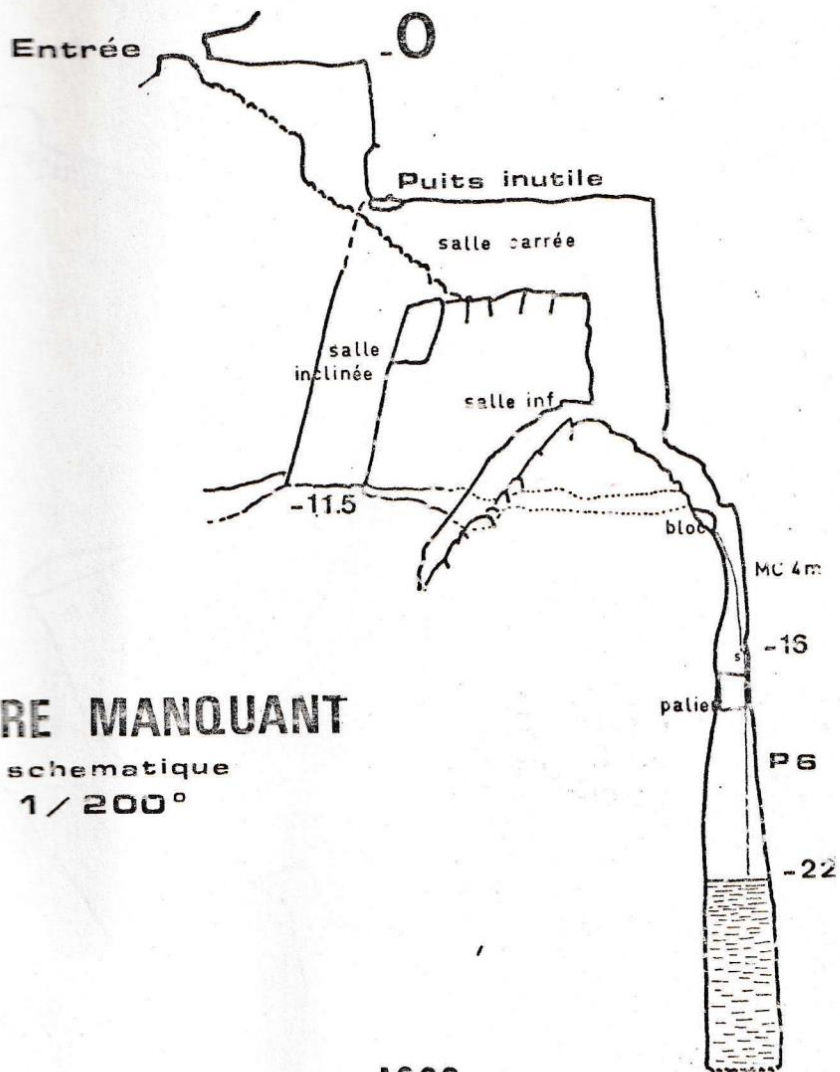 Entrée
-0
Puits inutile
salle carrée
salle
inclinée
salle inf
-11.5
bloc
MC 4m
-16
s
palier
RE MANQUANT
schematique
P6
1/200°
-22